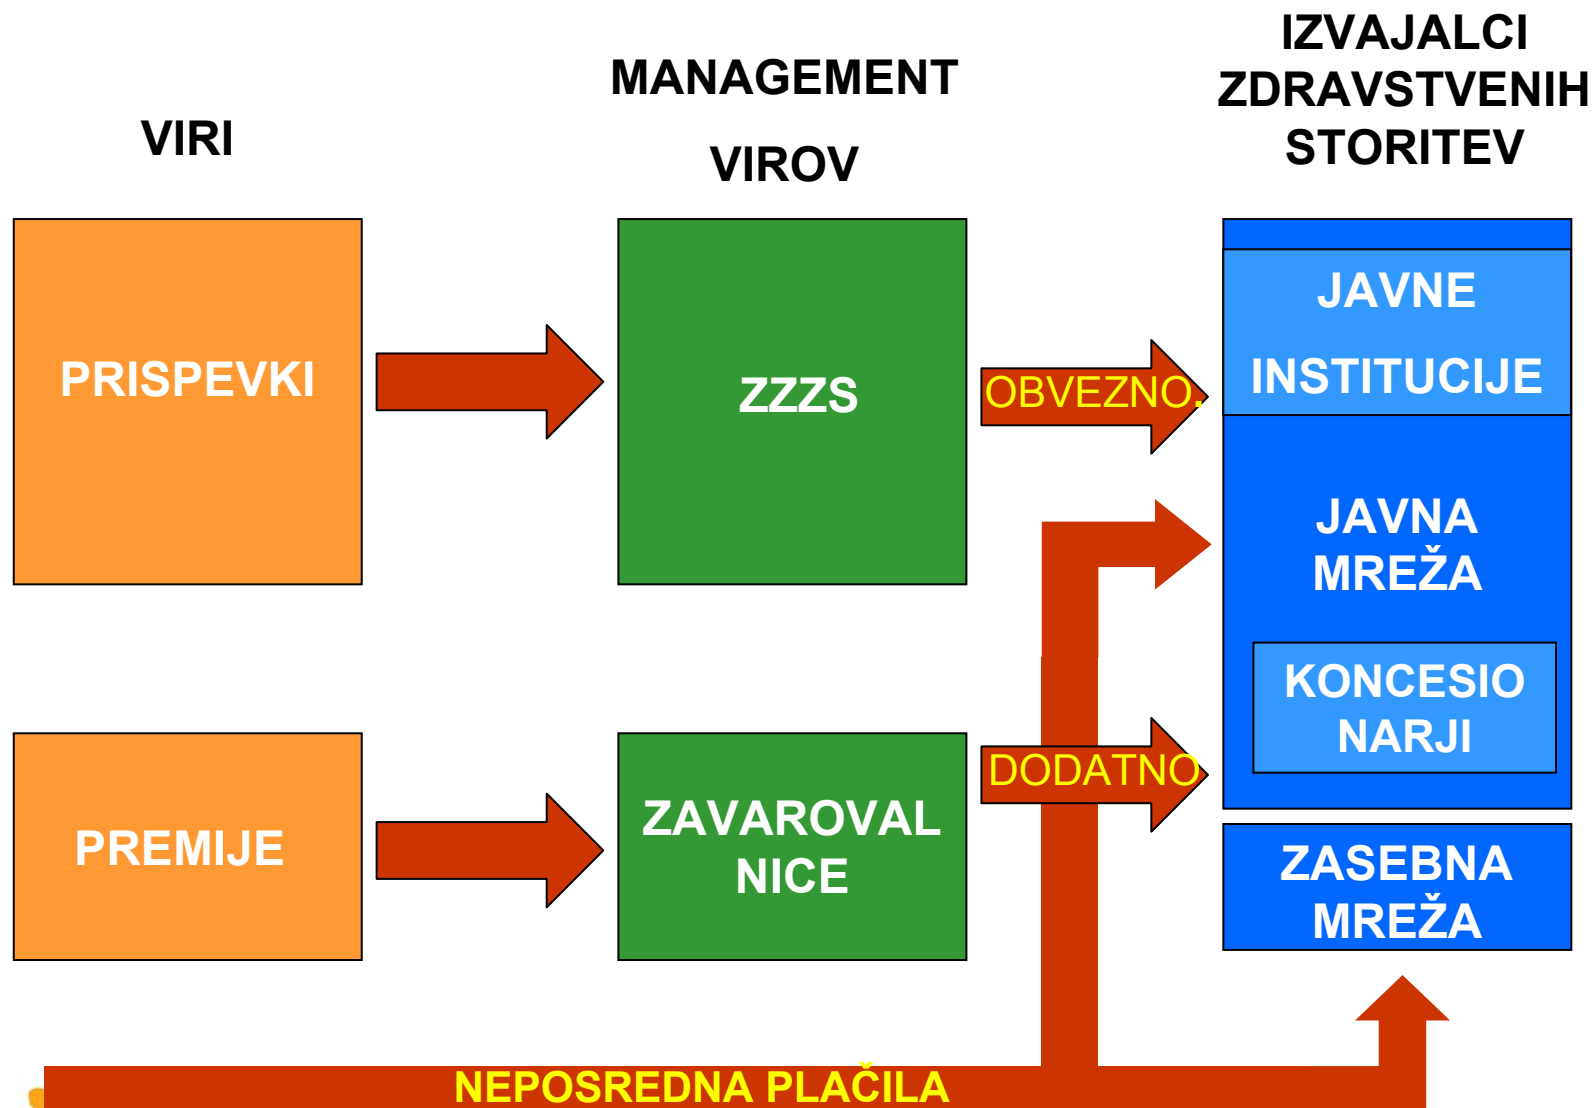 VIRI
MANAGEMENT
VIROV
IZVAJALCI
ZDRAVSTVENIH
STORITEV
PRISPEVKI
ZZZS
OBVEZNO.
JAVNE
INSTITUCIJE
JAVNA
MREŽA
KONCESIO
NARJI
PREMIJE
ZAVAROVAL
NICE
DODATNO
ZASEBNA
MREŽA
NEPOSREDNA PLAČILA